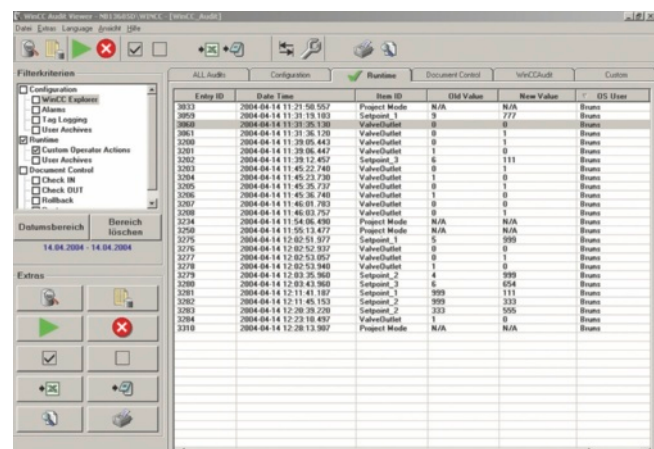 WinCC Audit Viewer - [WinCC_Audit]
Datei Extras Language Ansicht Hilfe
Filterkriterien
Configuration
WinCC Explorer
Alarms
Tag Logging
User Archives
Runtime
Custom Operator Actions
User Archives
Document Control
Check IN
Check OUT
Rollback
Datumsbereich
Bereich löschen
14.04.2004 - 14.04.2004
Extras
ALL Audits Configuration Runtime Document Control WinCCAudit Custom
Entry ID Date Time Item ID Old Value New Value OS User
3033 2004-04-14 11:21:50.557 Project Mode N/A N/A Bruns
3059 2004-04-14 11:31:19.103 Setpoint_1 9 777 Bruns
3060 2004-04-14 11:31:35.130 ValveOutlet 0 0 Bruns
3061 2004-04-14 11:31:36.120 ValveOutlet 0 1 Bruns
3200 2004-04-14 11:39:05.443 ValveOutlet 0 1 Bruns
3201 2004-04-14 11:39:06.447 ValveOutlet 1 0 Bruns
3202 2004-04-14 11:39:12.457 Setpoint_3 6 111 Bruns
3203 2004-04-14 11:45:22.740 ValveOutlet 0 1 Bruns
3204 2004-04-14 11:45:23.730 ValveOutlet 1 0 Bruns
3205 2004-04-14 11:45:35.737 ValveOutlet 0 1 Bruns
3206 2004-04-14 11:45:36.740 ValveOutlet 1 0 Bruns
3207 2004-04-14 11:46:01.783 ValveOutlet 0 0 Bruns
3208 2004-04-14 11:46:03.757 ValveOutlet 0 1 Bruns
3234 2004-04-14 11:54:06.490 Project Mode N/A N/A Bruns
3250 2004-04-14 11:55:13.477 Project Mode N/A N/A Bruns
3275 2004-04-14 12:02:51.977 Setpoint_1 5 999 Bruns
3276 2004-04-14 12:02:52.937 ValveOutlet 0 0 Bruns
3277 2004-04-14 12:02:53.057 ValveOutlet 0 1 Bruns
3278 2004-04-14 12:02:53.940 ValveOutlet 1 0 Bruns
3279 2004-04-14 12:03:35.960 Setpoint_2 4 999 Bruns
3280 2004-04-14 12:03:43.960 Setpoint_3 6 654 Bruns
3281 2004-04-14 12:11:41.187 Setpoint_1 999 111 Bruns
3282 2004-04-14 12:11:45.153 Setpoint_2 999 333 Bruns
3283 2004-04-14 12:20:39.220 Setpoint_2 333 555 Bruns
3284 2004-04-14 12:23:10.497 ValveOutlet 1 0 Bruns
3310 2004-04-14 12:28:13.987 Project Mode N/A N/A Bruns